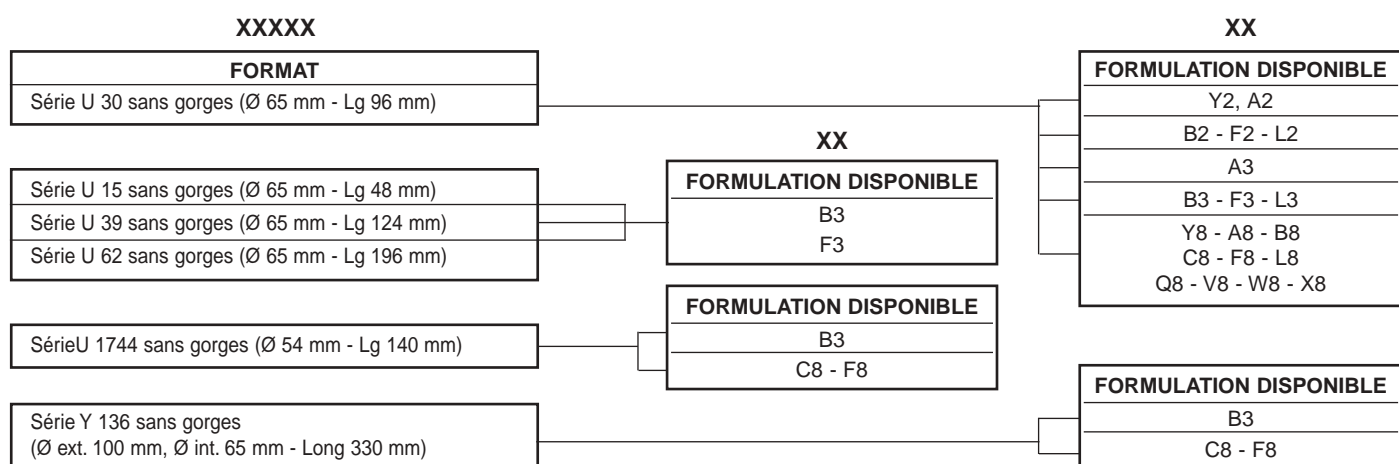 XXXXX
FORMAT
Série U 30 sans gorges (Ø 65 mm - Lg 96 mm)
Série U 15 sans gorges (Ø 65 mm - Lg 48 mm)
Série U 39 sans gorges (Ø 65 mm - Lg 124 mm)
Série U 62 sans gorges (Ø 65 mm - Lg 196 mm)
SérieU 1744 sans gorges (Ø 54 mm - Lg 140 mm)
Série Y 136 sans gorges
(Ø ext. 100 mm, Ø int. 65 mm - Long 330 mm)
XX
FORMULATION DISPONIBLE
B3
F3
FORMULATION DISPONIBLE
B3
C8 - F8
XX
FORMULATION DISPONIBLE
Y2, A2
B2 - F2 - L2
A3
B3 - F3 - L3
Y8 - A8 - B8
C8 - F8 - L8
Q8 - V8 - W8 - X8
FORMULATION DISPONIBLE
B3
C8 - F8